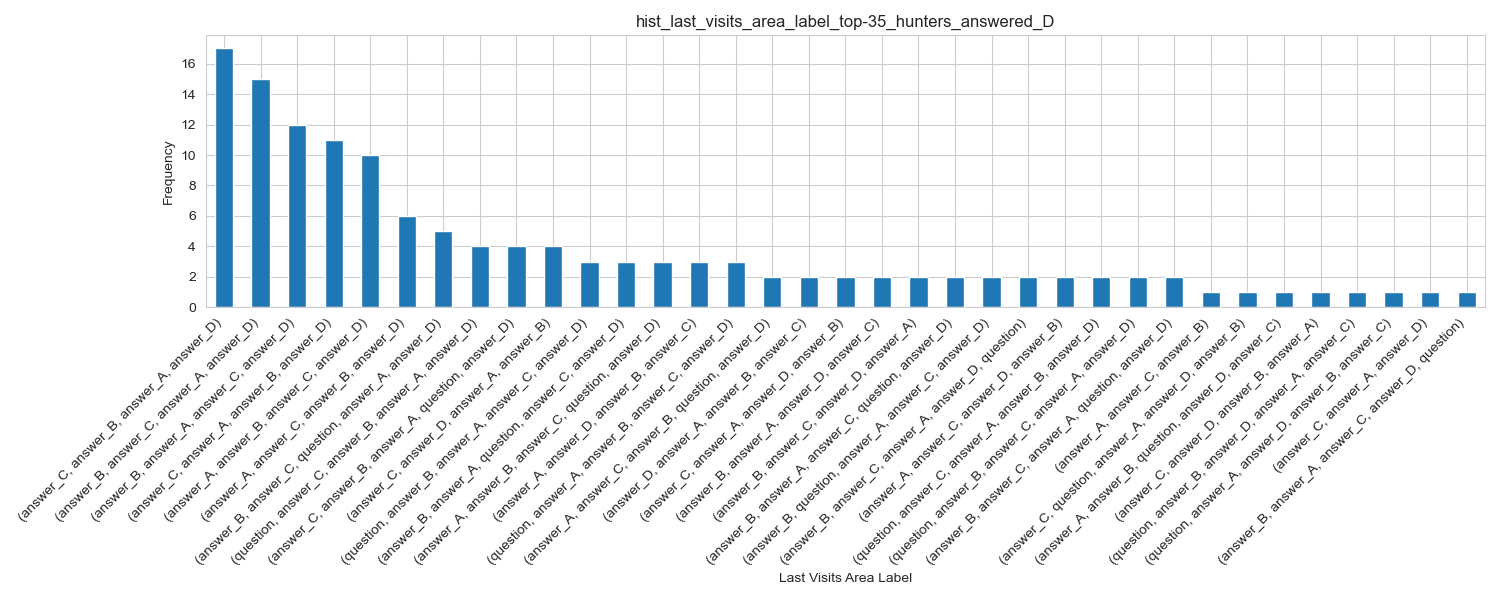 hist_last_visits_area_label_top-35_hunters_answered_D
Frequency
16
14
12
10
8
6
4
2
0
(answer_C, answer_B, answer_A, answer_D)
(answer_B, answer_C, answer_A, answer_D)
(answer_B, answer_A, answer_C, answer_D)
(answer_C, answer_A, answer_B, answer_D)
(answer_A, answer_B, answer_C, answer_D)
(answer_A, answer_C, answer_B, answer_D)
(answer_B, answer_C, question, answer_A, answer_D)
(question, answer_C, answer_B, answer_A, answer_D)
(answer_C, answer_B, answer_A, question, answer_D)
(answer_C, answer_D, answer_A, answer_B)
(question, answer_B, answer_A, answer_C, answer_D)
(answer_B, answer_A, question, answer_C, answer_D)
(answer_A, answer_B, answer_C, question, answer_D)
(answer_A, answer_D, answer_B, answer_C)
(question, answer_A, answer_B, answer_C, answer_D)
(answer_A, answer_C, answer_B, question, answer_D)
(answer_D, answer_A, answer_B, answer_C)
(answer_C, answer_A, answer_D, answer_B)
(answer_B, answer_A, answer_D, answer_C)
(answer_B, answer_C, answer_D, answer_A)
(answer_B, answer_A, answer_C, question, answer_D)
(answer_B, question, answer_A, answer_C, answer_D)
(answer_B, answer_C, answer_A, answer_D, question)
(answer_A, answer_C, answer_D, answer_B)
(question, answer_C, answer_A, answer_B, answer_D)
(question, answer_B, answer_C, answer_A, answer_D)
(answer_B, answer_C, answer_A, question, answer_D)
(answer_A, answer_C, answer_B)
(answer_C, question, answer_A, answer_D, answer_B)
(answer_A, answer_B, question, answer_D, answer_C)
(answer_C, answer_D, answer_B, answer_A)
(question, answer_B, answer_D, answer_A, answer_C)
(question, answer_A, answer_D, answer_B, answer_C)
(answer_C, answer_A, answer_D)
(answer_B, answer_A, answer_C, answer_D, question)
Last Visits Area Label